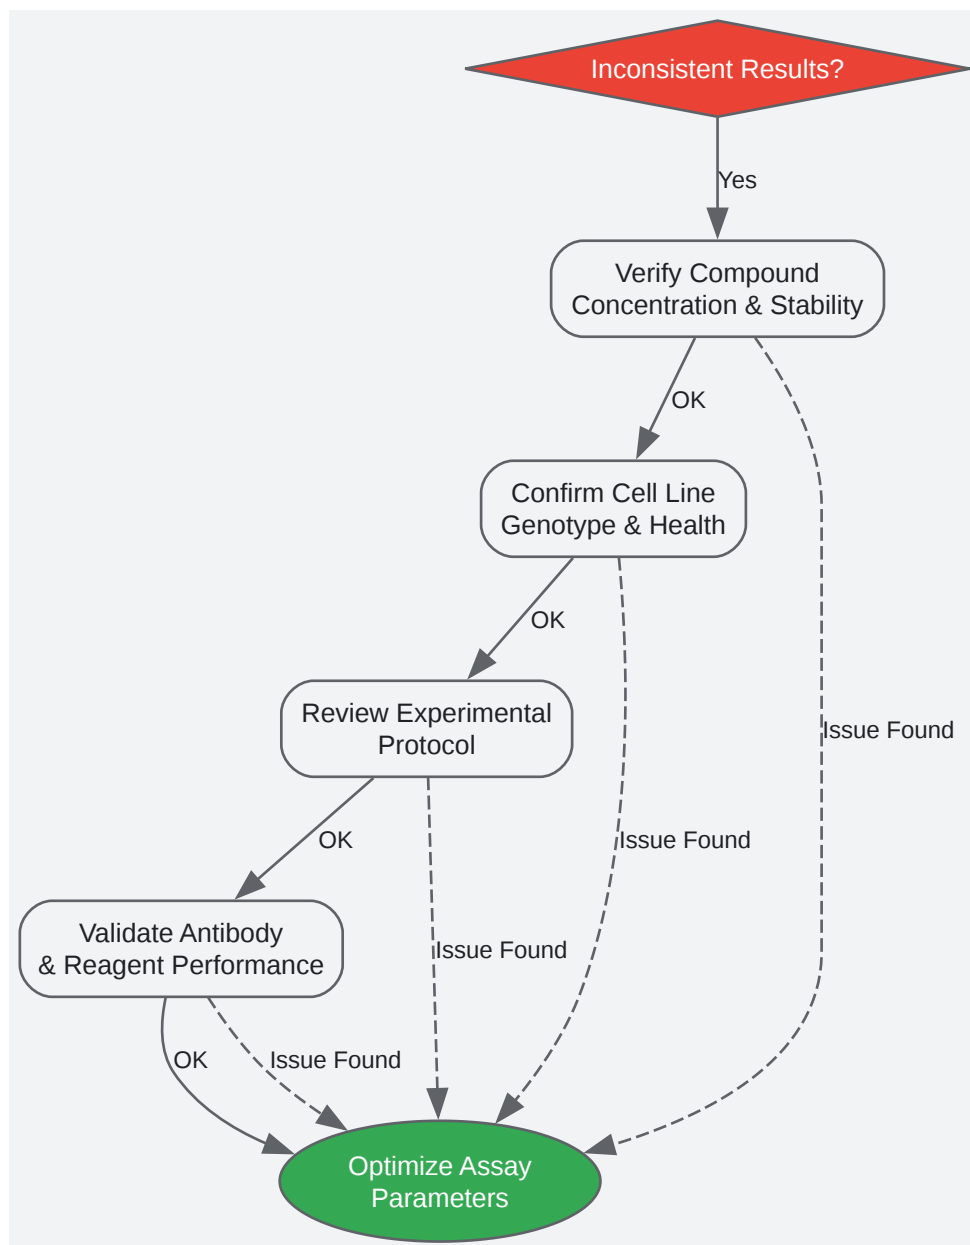 Inconsistent Results?
Yes
Verify Compound
Concentration & Stability
OK
Confirm Cell Line
Genotype & Health
OK
Review Experimental
Protocol
Issue Found
OK
Issue Found
Validate Antibody
& Reagent Performance
Issue Found
OK
Issue Found
Optimize Assay
Parameters